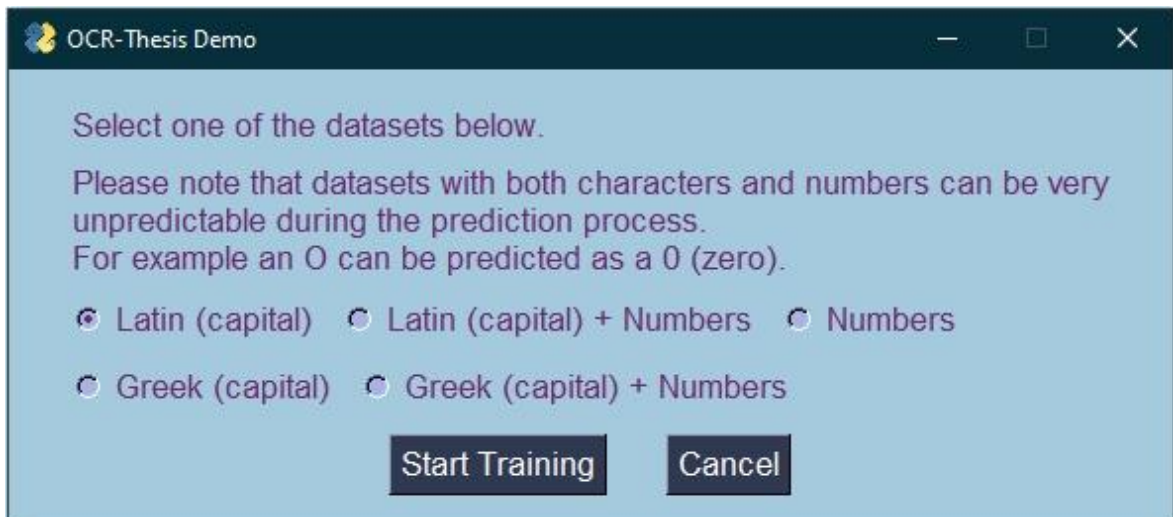 OCR-Thesis Demo
Select one of the datasets below.
Please note that datasets with both characters and numbers can be very
unpredictable during the prediction process.
For example an O can be predicted as a 0 (zero).
Latin (capital) Latin (capital) + Numbers Numbers
Greek (capital) Greek (capital) + Numbers
Start Training Cancel